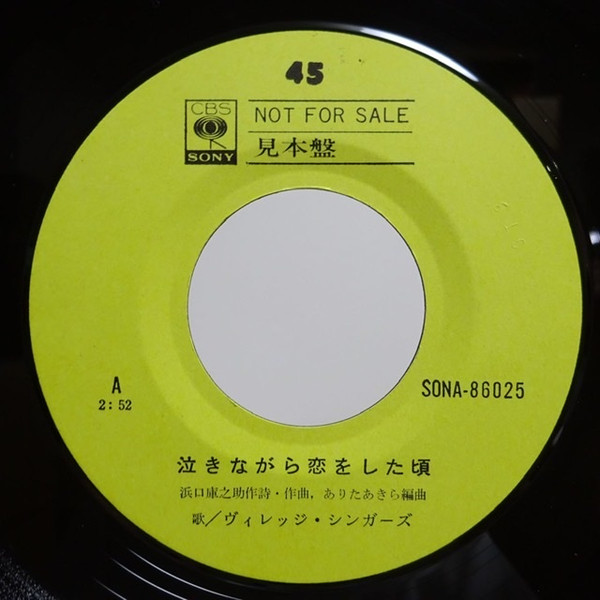 45
CBS
SONY
NOT FOR SALE
見本盤
A
2:52
SONA-86025
泣きながら恋をした頃
浜口庫之助作詩・作曲,ありたあきら編曲
歌/ヴィレッジ・シンガーズ